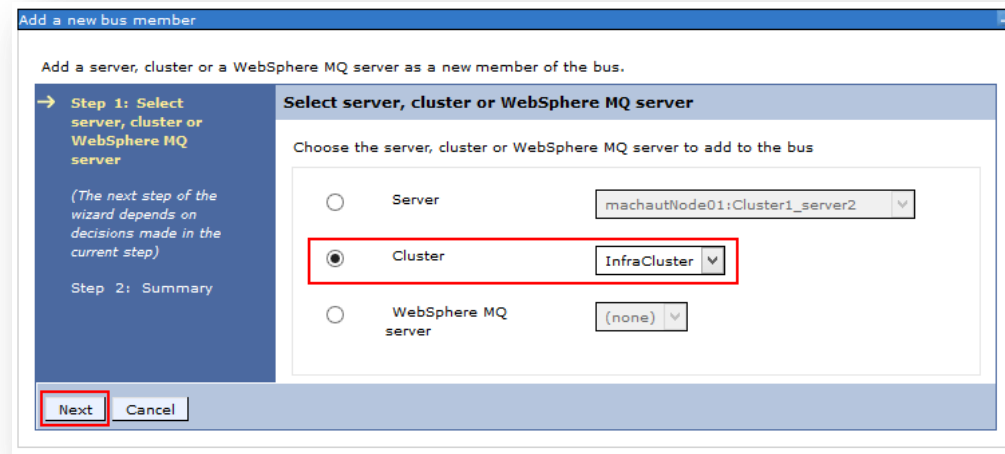 Add a new bus member
Add a server, cluster or a WebSphere MQ server as a new member of the bus.
Step 1: Select
server, cluster or
WebSphere MQ
server
(The next step of the
wizard depends on
decisions made in the
current step)
Step 2: Summary
Select server, cluster or WebSphere MQ server
Choose the server, cluster or WebSphere MQ server to add to the bus
Server machautNode01:Cluster1_server2
Cluster InfraCluster
WebSphere MQ
server (none)
Next Cancel